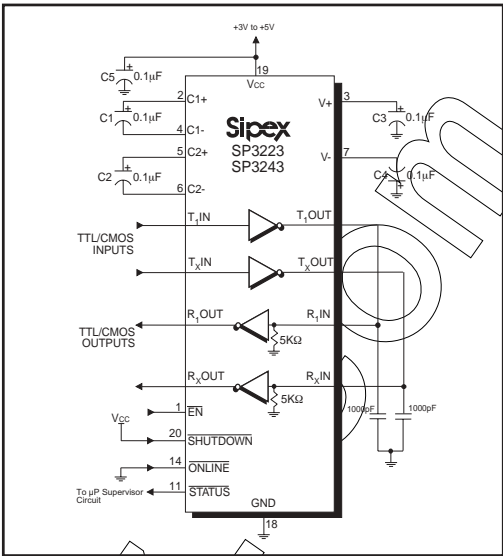 +3V to +5V
19
VCC
C5 + 0.1µF
2 C1+
V+ 3
C1 + 0.1µF
C3 + 0.1µF
4 C1-
Sipex
5 C2+
SP3223
V- 7
SP3243
C2 + 0.1µF
C4 0.1µF +
6 C2-
T1IN T1OUT
TTL/CMOS
INPUTS
TXIN TXOUT
R1OUT R1IN
TTL/CMOS
OUTPUTS
5KΩ
RXOUT RXIN
5KΩ
1000pF 1000pF
1 EN
VCC
20 SHUTDOWN
14 ONLINE
To µP Supervisor
Circuit
11 STATUS
GND
18
om